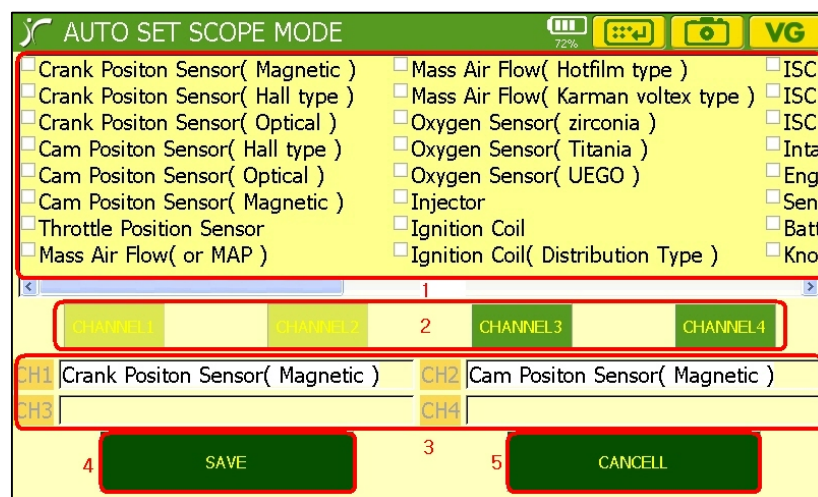 AUTO SET SCOPE MODE 72% VG
Crank Positon Sensor( Magnetic ) Mass Air Flow( Hotfilm type ) ISC
Crank Positon Sensor( Hall type ) Mass Air Flow( Karman voltex type ) ISC
Crank Positon Sensor( Optical ) Oxygen Sensor( zirconia ) ISC
Cam Positon Sensor( Hall type ) Oxygen Sensor( Titania ) Inta
Cam Positon Sensor( Optical ) Oxygen Sensor( UEGO ) Eng
Cam Positon Sensor( Magnetic ) Injector Sen
Throttle Position Sensor Ignition Coil Batt
Mass Air Flow( or MAP ) Ignition Coil( Distribution Type ) Kno
1
CHANNEL1 CHANNEL2 2 CHANNEL3 CHANNEL4
CH1 Crank Positon Sensor( Magnetic ) CH2 Cam Positon Sensor( Magnetic )
CH3 CH4
3
4 SAVE 5 CANCELL